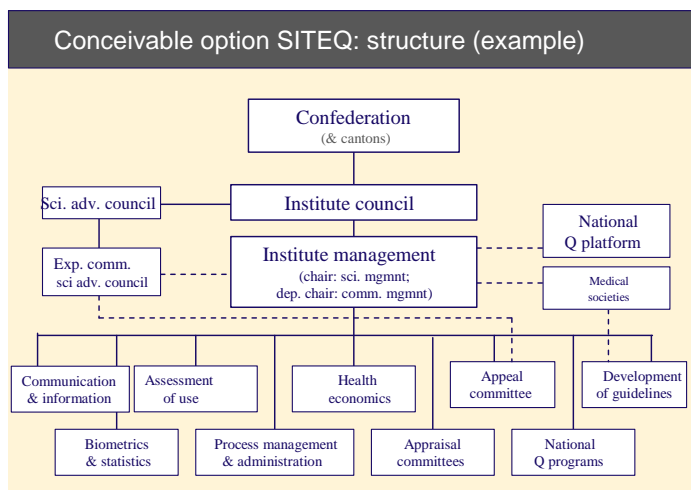 Conceivable option SITEQ: structure (example)
Confederation
(& cantons)
Sci. adv. council
Institute council
National
Q platform
Exp. comm.
sci adv. council
Institute management
(chair: sci. mgmnt;
dep. chair: comm. mgmnt)
Medical
societies
Communication
& information
Assessment
of use
Health
economics
Appeal
committee
Development
of guidelines
Biometrics
& statistics
Process management
& administration
Appraisal
committees
National
Q programs